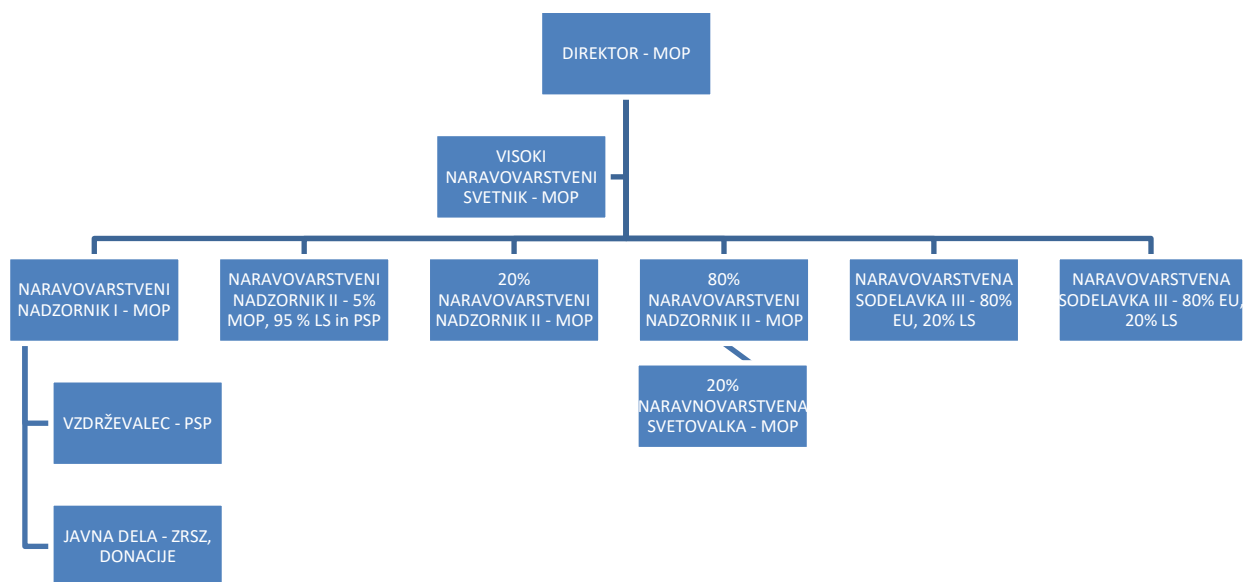 DIREKTOR - MOP
VISOKI
NARAVOVARSTVENI
SVETNIK - MOP
NARAVOVARSTVENI
NADZORNIK I - MOP
NARAVOVARSTVENI
NADZORNIK II - 5%
MOP, 95 % LS in PSP
20%
NARAVOVARSTVENI
NADZORNIK II - MOP
80%
NARAVOVARSTVENI
NADZORNIK II - MOP
NARAVOVARSTVENA
SODELAVKA III - 80%
EU, 20% LS
NARAVOVARSTVENA
SODELAVKA III - 80% EU,
20% LS
VZDRŽEVALEC - PSP
20%
NARAVNOVARSTVENA
SVETOVALKA - MOP
JAVNA DELA - ZRSZ,
DONACIJE